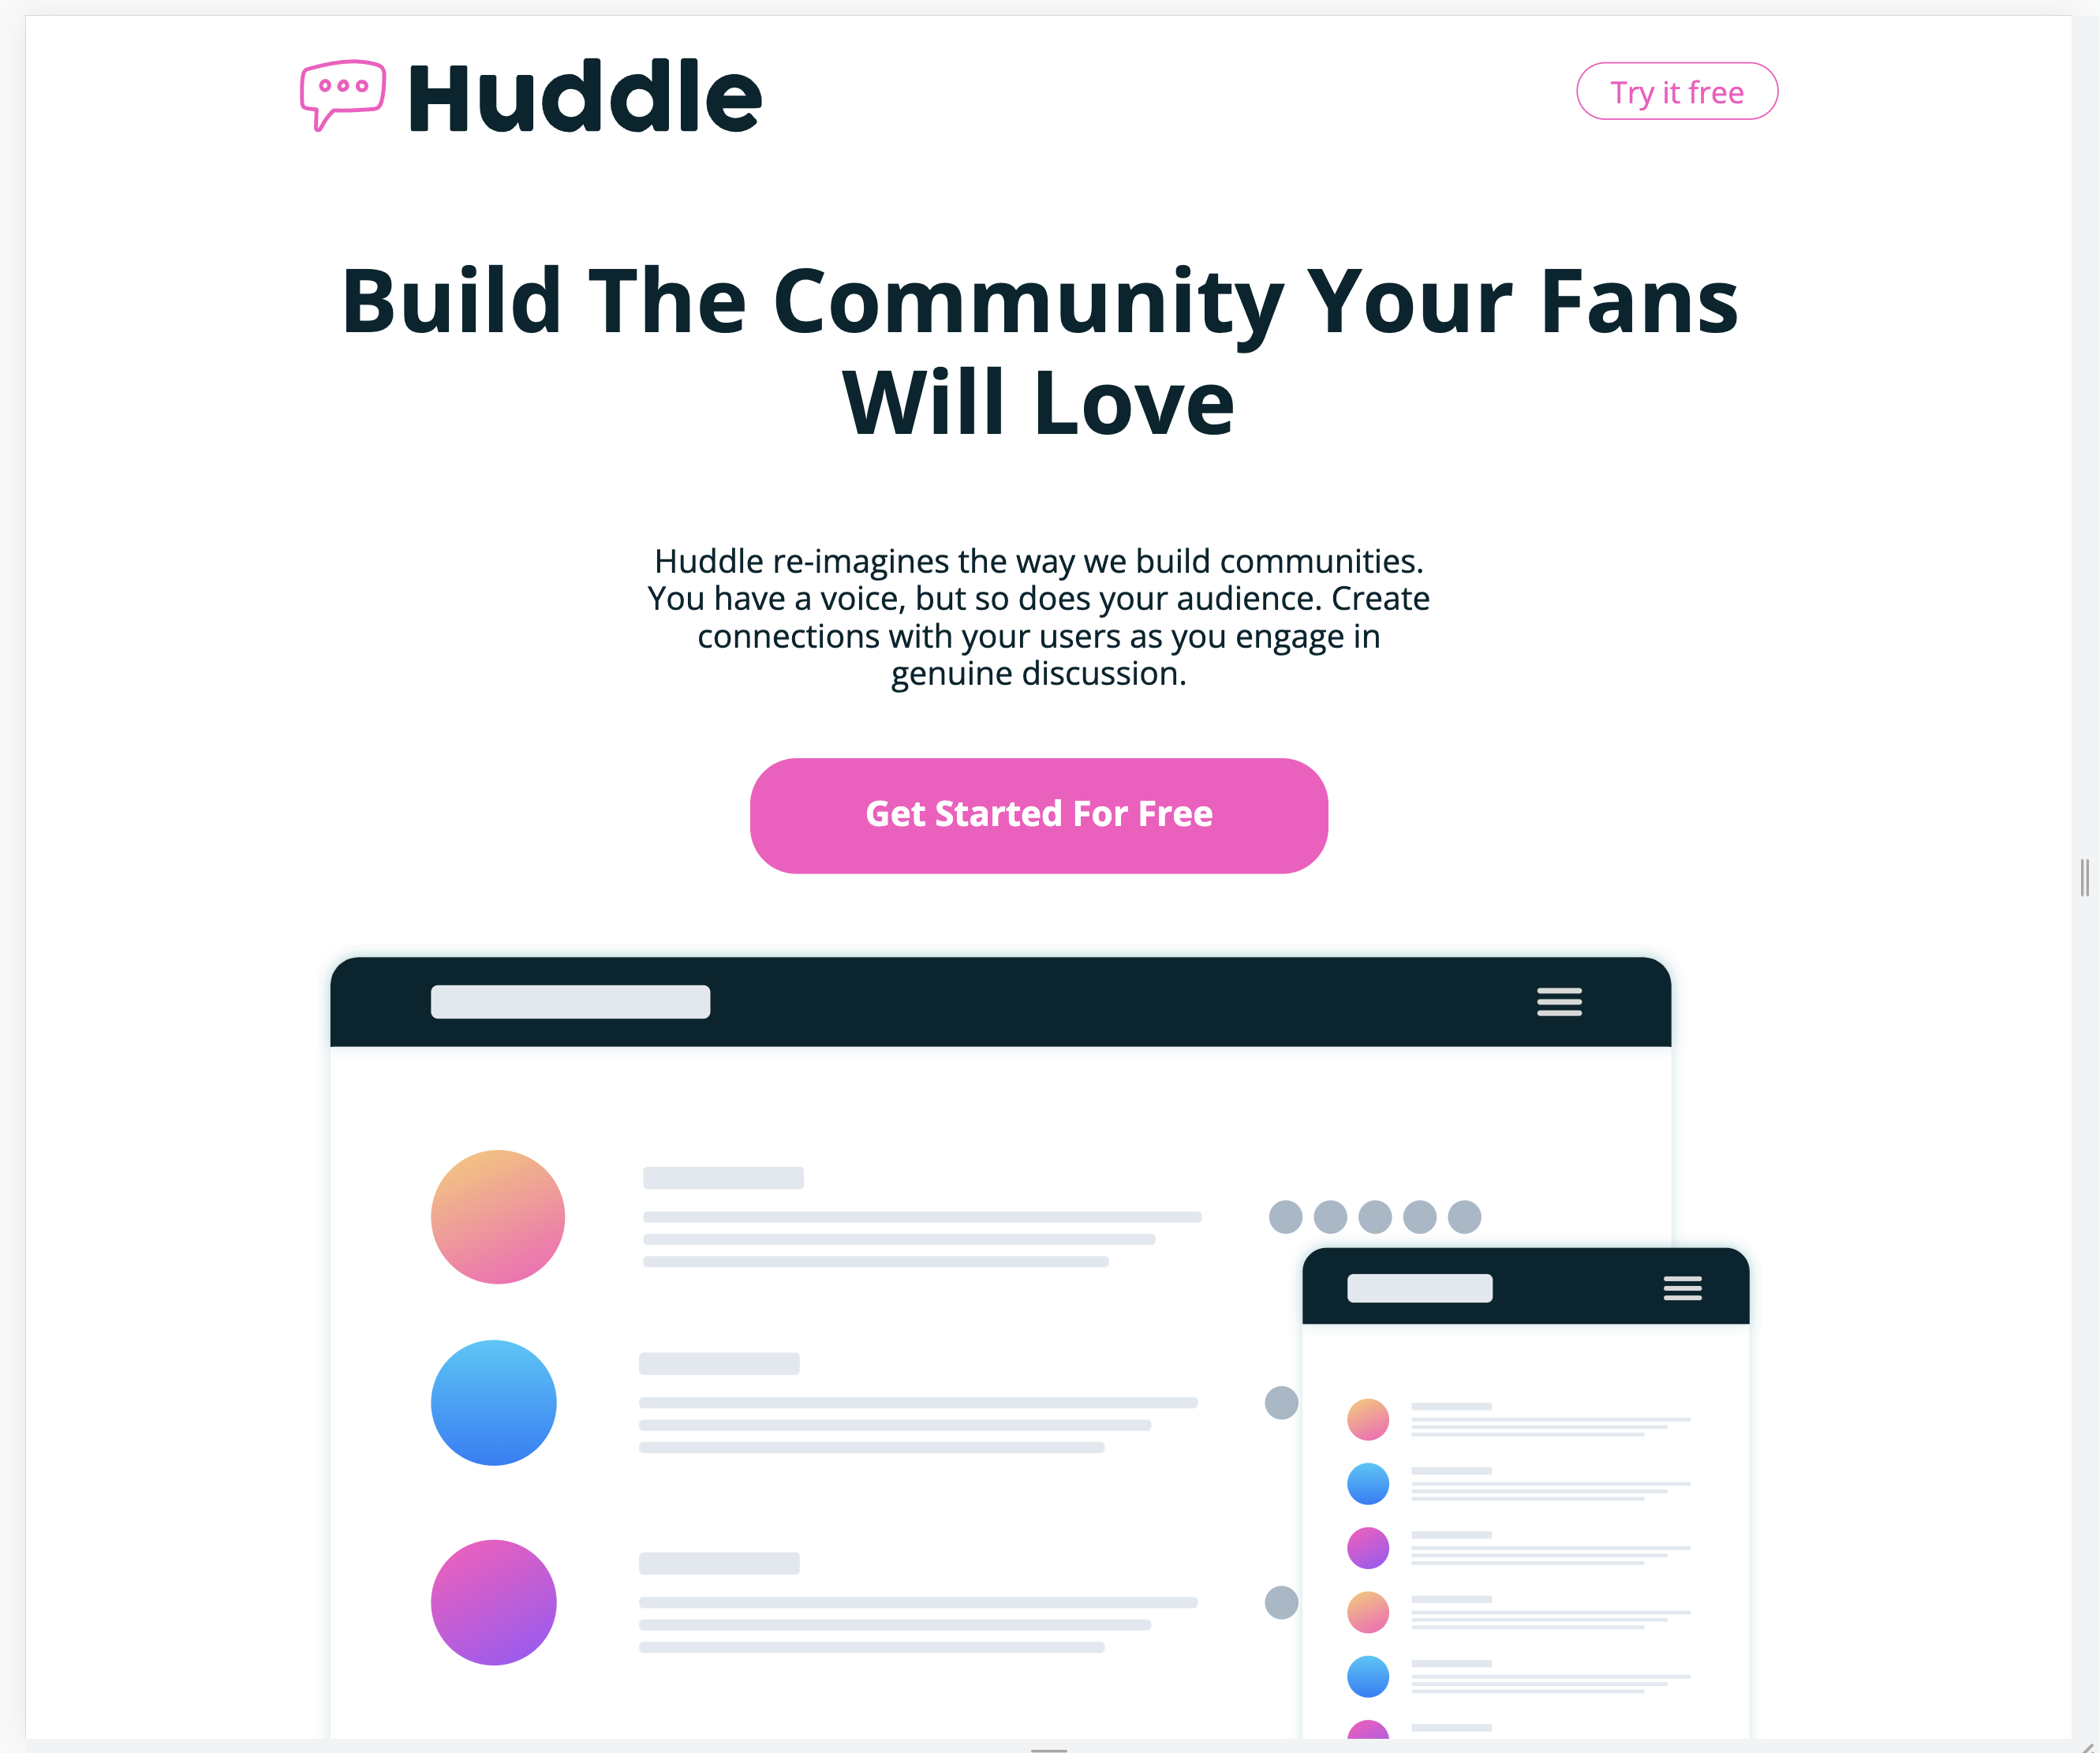 Huddle
Try it free
Build The Community Your Fans
Will Love
Huddle re-imagines the way we build communities.
You have a voice, but so does your audience. Create
connections with your users as you engage in
genuine discussion.
Get Started For Free